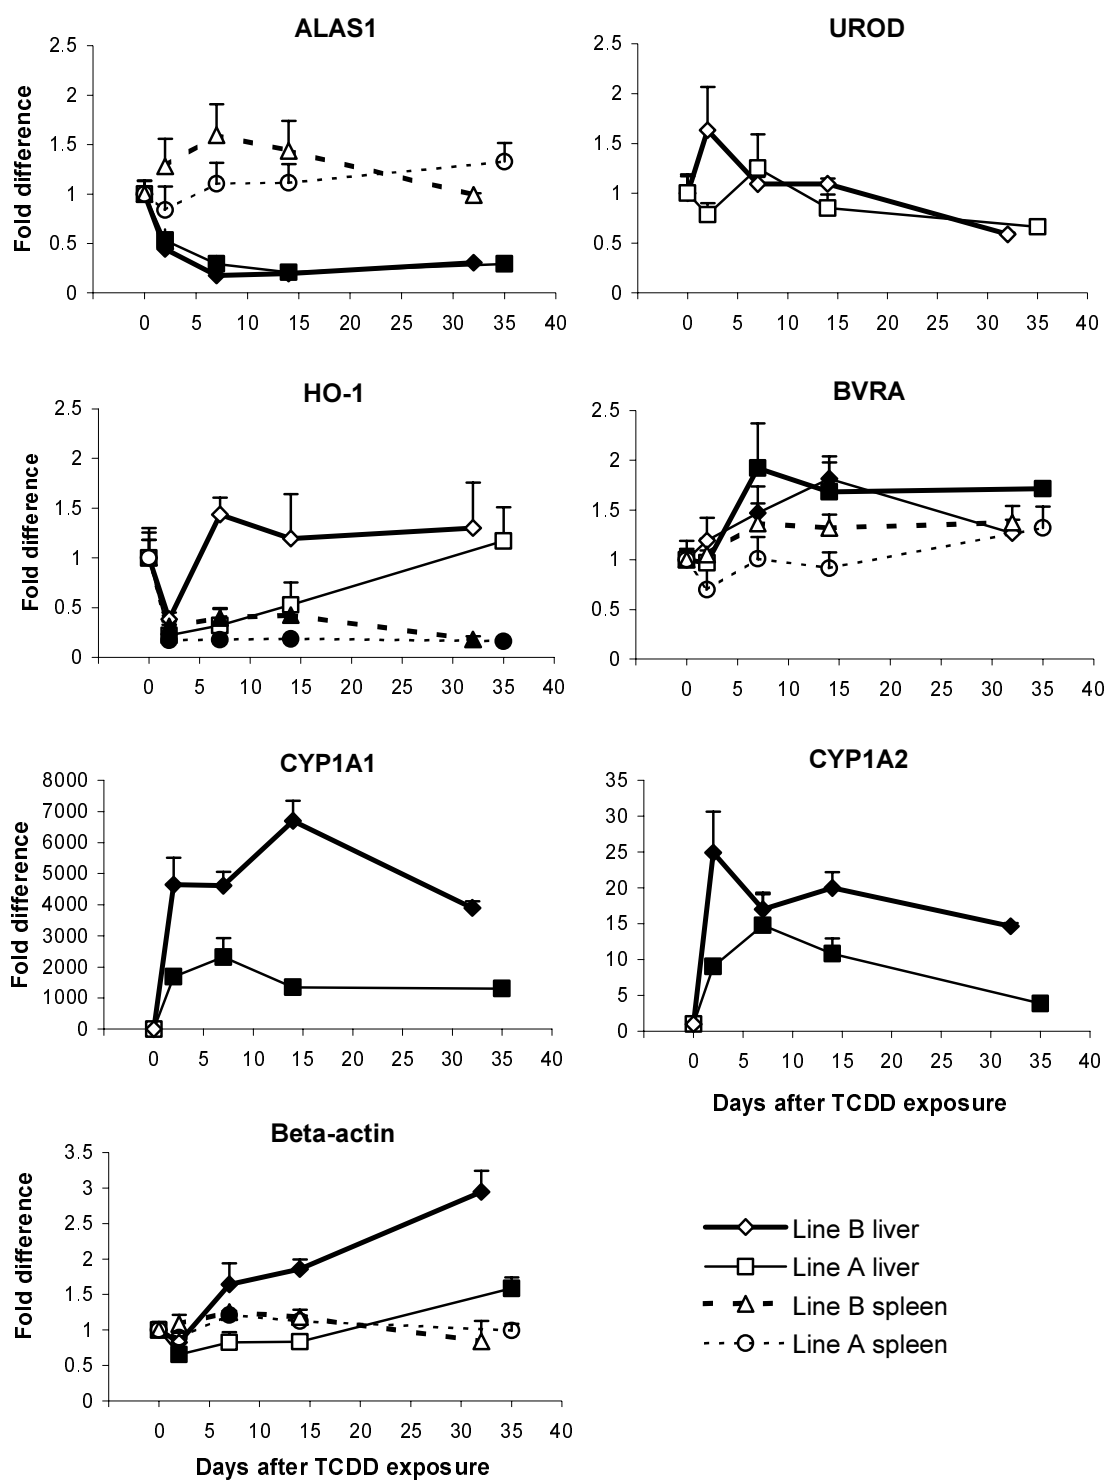 ALAS1
2.5
2
1.5
1
0.5
0
Fold difference
0 5 10 15 20 25 30 35 40
UROD
2.5
2
1.5
1
0.5
0
0 5 10 15 20 25 30 35 40
HO-1
2.5
2
1.5
1
0.5
0
Fold difference
0 5 10 15 20 25 30 35 40
BVRA
2.5
2
1.5
1
0.5
0
0 5 10 15 20 25 30 35 40
CYP1A1
8000
7000
6000
5000
4000
3000
2000
1000
0
Fold difference
0 5 10 15 20 25 30 35 40
CYP1A2
35
30
25
20
15
10
5
0
0 5 10 15 20 25 30 35 40
Days after TCDD exposure
Beta-actin
3.5
3
2.5
2
1.5
1
0.5
0
Fold difference
0 5 10 15 20 25 30 35 40
Days after TCDD exposure
Line B liver
Line A liver
Line B spleen
Line A spleen